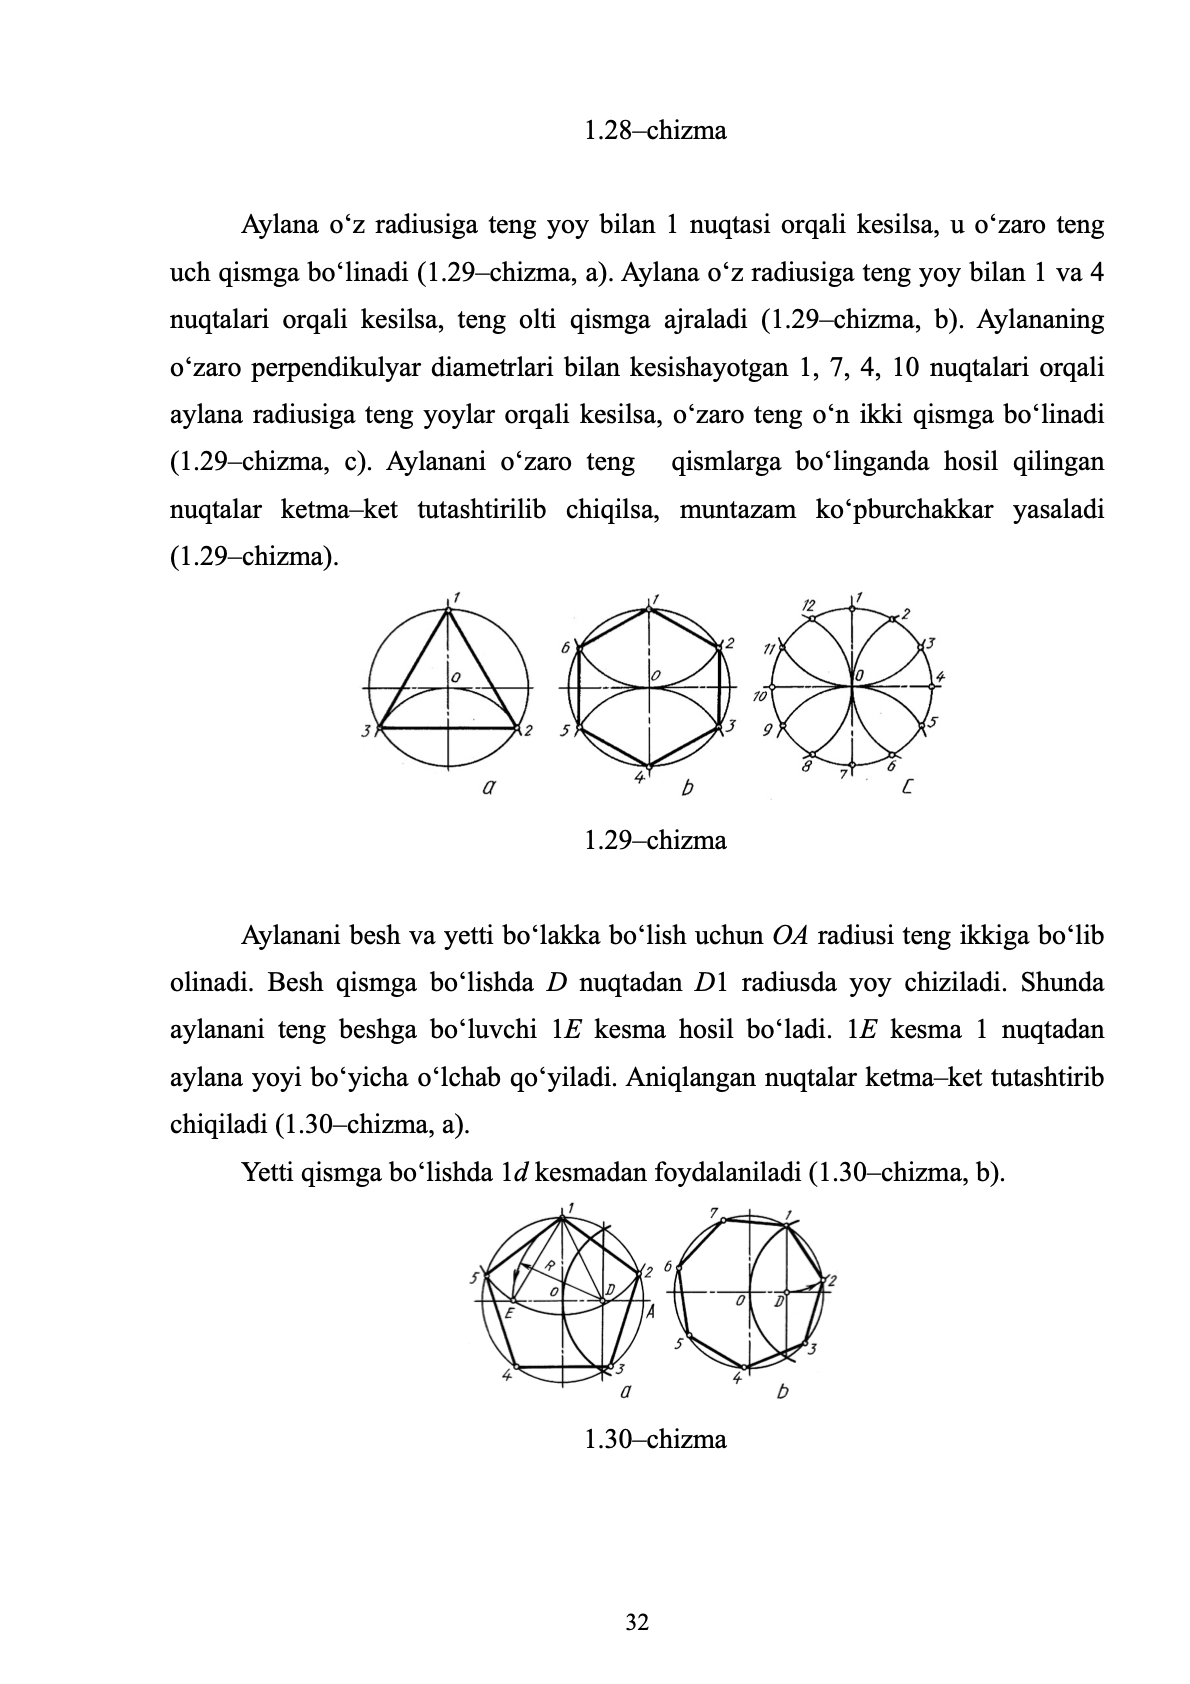 1.28–chizma
Aylana o‘z radiusiga teng yoy bilan 1 nuqtasi orqali kesilsa, u o‘zaro teng
uch qismga bo‘linadi (1.29–chizma, a). Aylana o‘z radiusiga teng yoy bilan 1 va 4
nuqtalari orqali kesilsa, teng olti qismga ajraladi (1.29–chizma, b). Aylananing
o‘zaro perpendikulyar diametrlari bilan kesishayotgan 1, 7, 4, 10 nuqtalari orqali
aylana radiusiga teng yoylar orqali kesilsa, o‘zaro teng o‘n ikki qismga bo‘linadi
(1.29–chizma, c). Aylanani o‘zaro teng qismlarga bo‘linganda hosil qilingan
nuqtalar ketma–ket tutashtirilib chiqilsa, muntazam ko‘pburchakkar yasaladi
(1.29–chizma).
1 O 3 2 a
1 6 2 O 5 3 4 b
12 1 2 11 3 O 4 10 9 5 8 7 6 C
1.29–chizma
Aylanani besh va yetti bo‘lakka bo‘lish uchun OA radiusi teng ikkiga bo‘lib
olinadi. Besh qismga bo‘lishda D nuqtadan D1 radiusda yoy chiziladi. Shunda
aylanani teng beshga bo‘luvchi 1E kesma hosil bo‘ladi. 1E kesma 1 nuqtadan
aylana yoyi bo‘yicha o‘lchab qo‘yiladi. Aniqlangan nuqtalar ketma–ket tutashtirib
chiqiladi (1.30–chizma, a).
Yetti qismga bo‘lishda 1d kesmadan foydalaniladi (1.30–chizma, b).
1 5 R 2 O D E A 4 3 a
7 1 6 2 O D 5 3 4 b
1.30–chizma
32